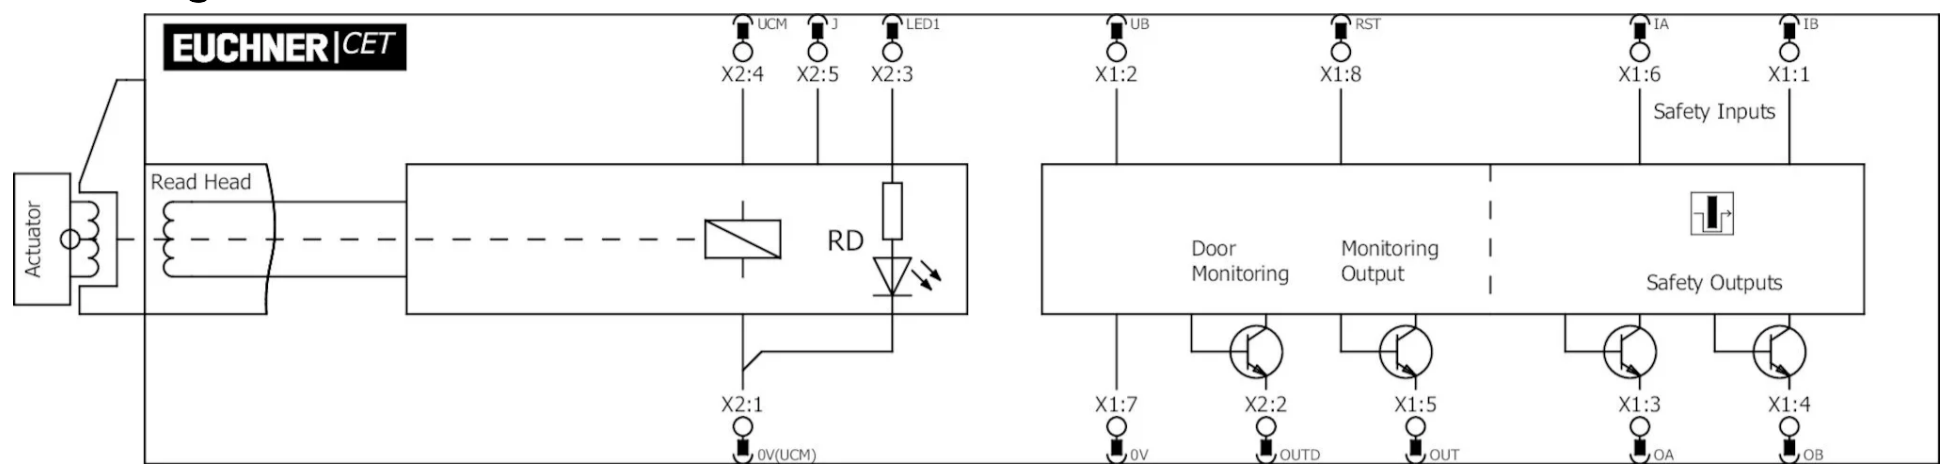 EUCHNER|CET
UCM J LED1 UB RST IA IB
X2:4 X2:5 X2:3 X1:2 X1:8 X1:6 X1:1
Safety Inputs
Read Head
Actuator
RD
Door
Monitoring
Monitoring
Output
Safety Outputs
X2:1 X1:7 X2:2 X1:5 X1:3 X1:4
0V(UCM) 0V OUTD OUT OA OB